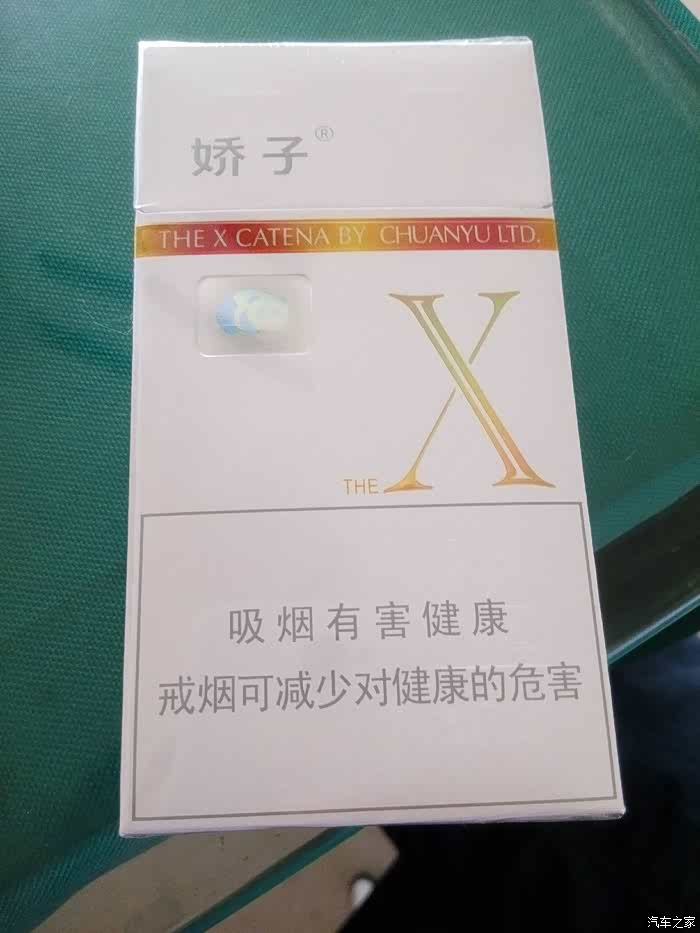 娇子®
THE X CATENA BY CHUANYU LTD.
THE X
吸烟有害健康
戒烟可减少对健康的危害
汽车之家